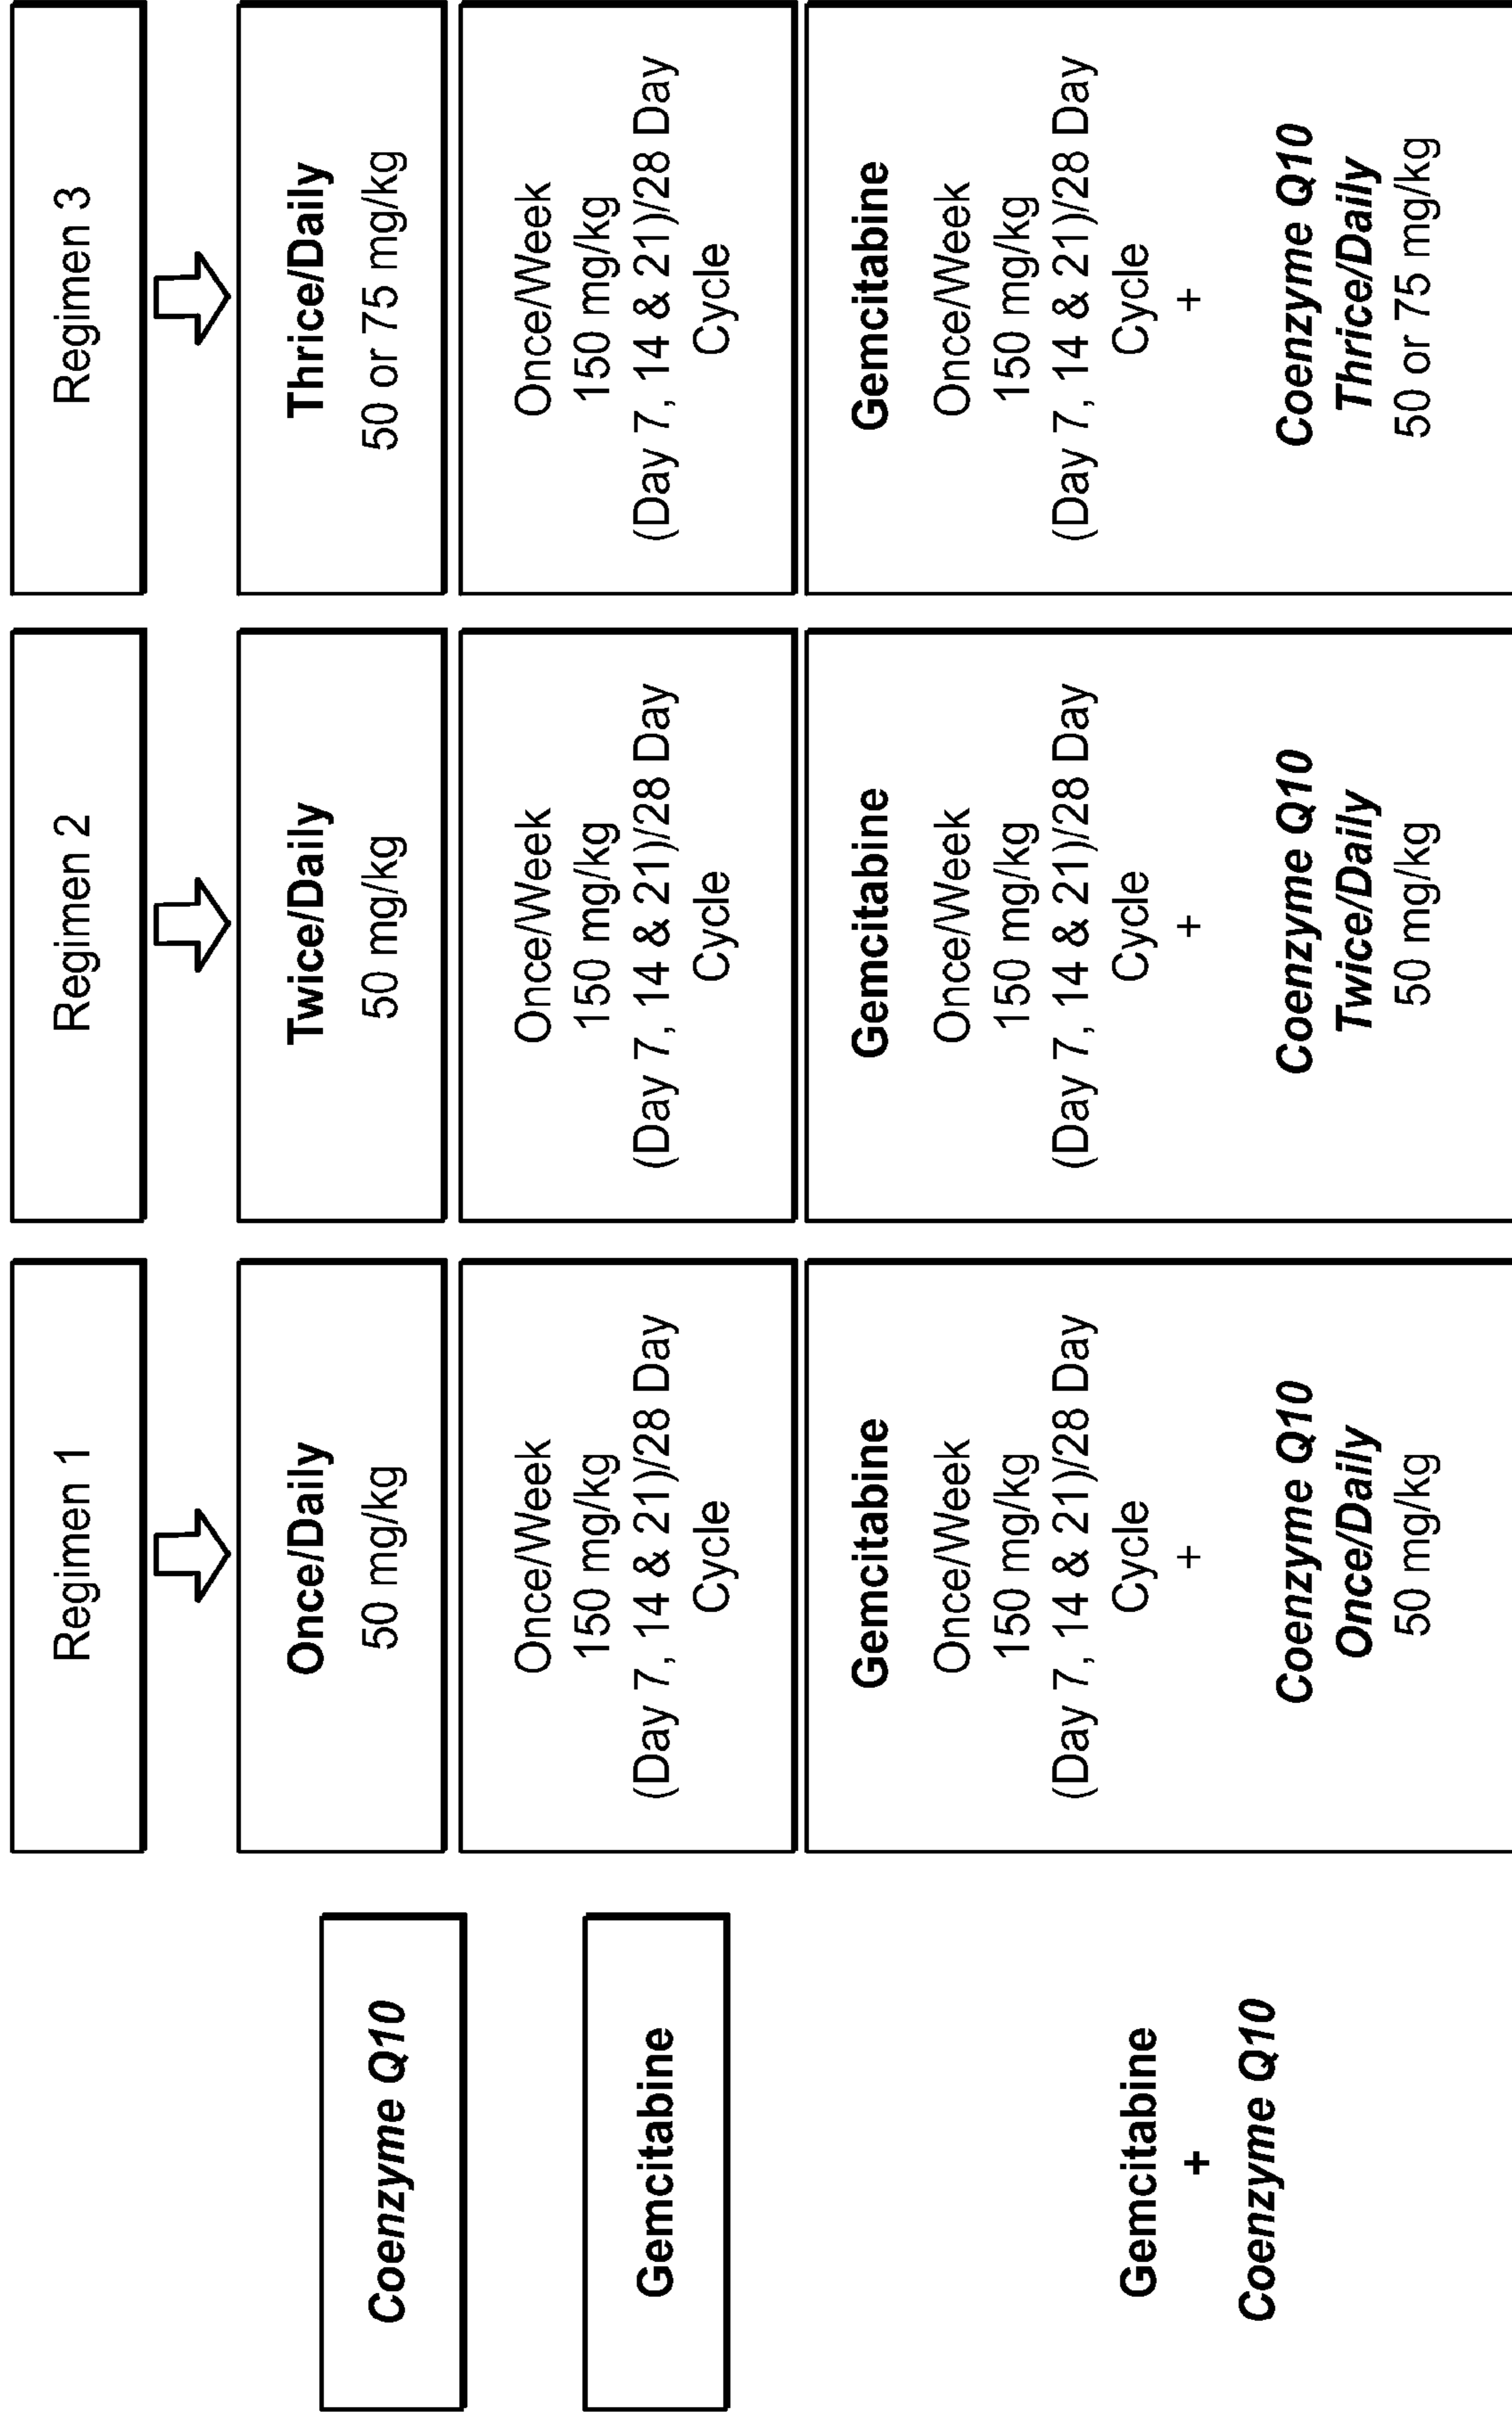 Regimen 1
Regimen 2
Regimen 3
Coenzyme Q10
Once/Daily
50 mg/kg
Twice/Daily
50 mg/kg
Thrice/Daily
50 or 75 mg/kg
Gemcitabine
Once/Week
150 mg/kg
(Day 7, 14 & 21)/28 Day
Cycle
Once/Week
150 mg/kg
(Day 7, 14 & 21)/28 Day
Cycle
Once/Week
150 mg/kg
(Day 7, 14 & 21)/28 Day
Cycle
Gemcitabine
+
Coenzyme Q10
Gemcitabine
Once/Week
150 mg/kg
(Day 7, 14 & 21)/28 Day
Cycle
+
Coenzyme Q10
Once/Daily
50 mg/kg
Gemcitabine
Once/Week
150 mg/kg
(Day 7, 14 & 21)/28 Day
Cycle
+
Coenzyme Q10
Twice/Daily
50 mg/kg
Gemcitabine
Once/Week
150 mg/kg
(Day 7, 14 & 21)/28 Day
Cycle
+
Coenzyme Q10
Thrice/Daily
50 or 75 mg/kg